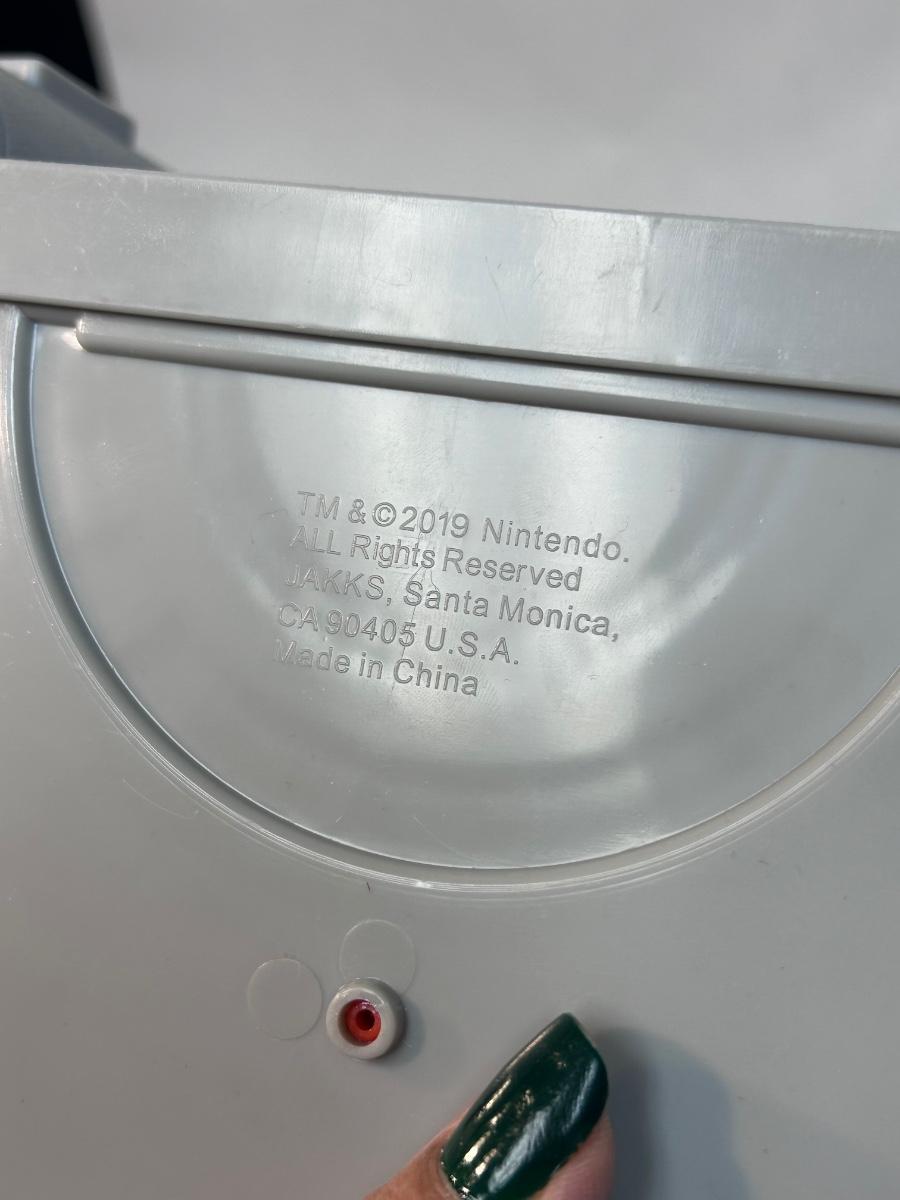 TM & ©2019 Nintendo.
ALL Rights Reserved
JAKKS, Santa Monica,
CA 90405 U.S.A.
Made in China